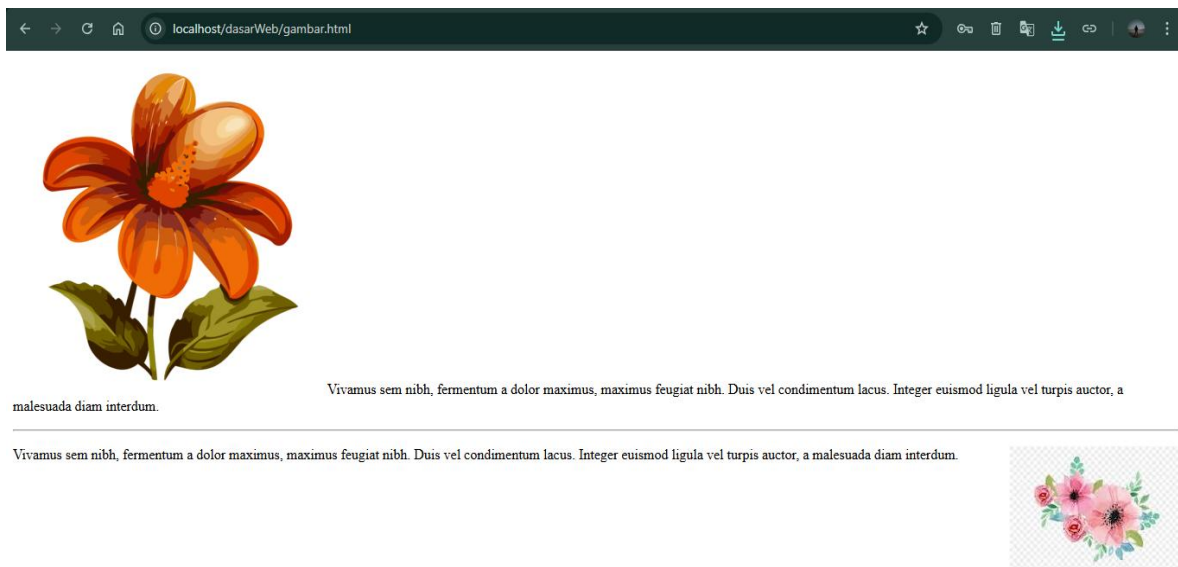 localhost/dasarWeb/gambar.html
Vivamus sem nibh, fermentum a dolor maximus, maximus feugiat nibh. Duis vel condimentum lacus. Integer euismod ligula vel turpis auctor, a
malesuada diam interdum.
Vivamus sem nibh, fermentum a dolor maximus, maximus feugiat nibh. Duis vel condimentum lacus. Integer euismod ligula vel turpis auctor, a malesuada diam interdum.